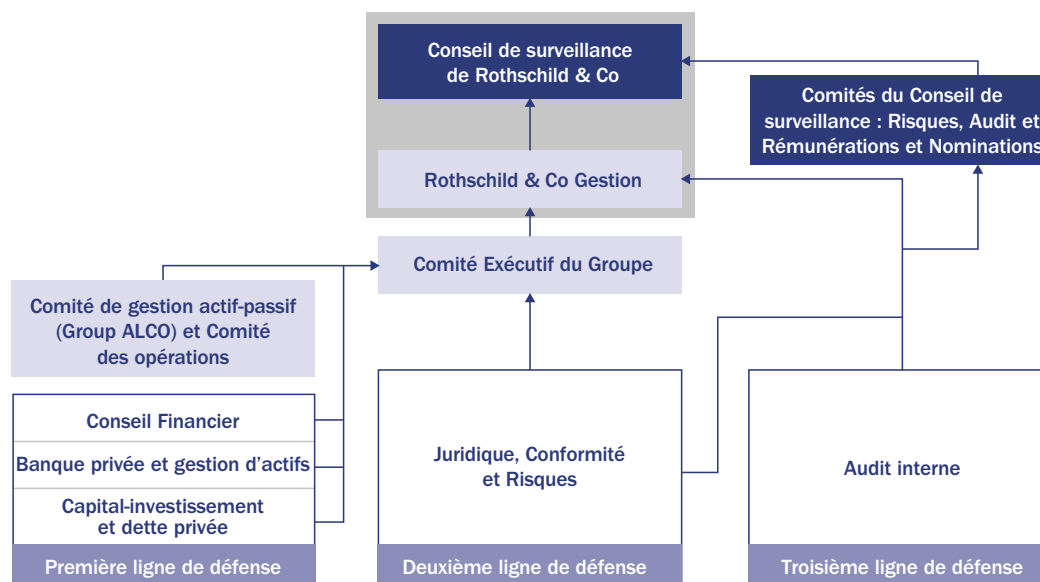 Conseil de surveillance
de Rothschild & Co
Comités du Conseil de
surveillance : Risques, Audit et
Rémunérations et Nominations
Rothschild & Co Gestion
Comité Exécutif du Groupe
Comité de gestion actif-passif
(Group ALCO) et Comité
des opérations
Conseil Financier
Banque privée et gestion d'actifs
Capital-investissement
et dette privée
Première ligne de défense
Juridique, Conformité
et Risques
Deuxième ligne de défense
Audit interne
Troisième ligne de défense